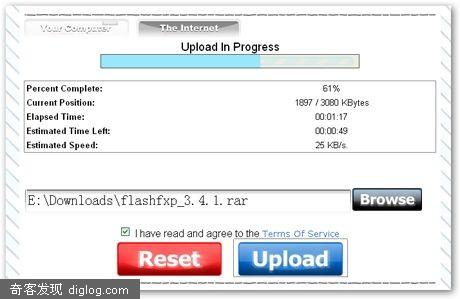 Your Computer The Internet
Upload In Progress
Percent Complete: 61%
Current Position: 1897 / 3080 KBytes
Elapsed Time: 00:01:17
Estimated Time Left: 00:00:49
Estimated Speed: 25 KB/s.
E:\Downloads\flashfxp_3.4.1.rar Browse
I have read and agree to the Terms Of Service
Reset Upload
奇客发现 diglog.com